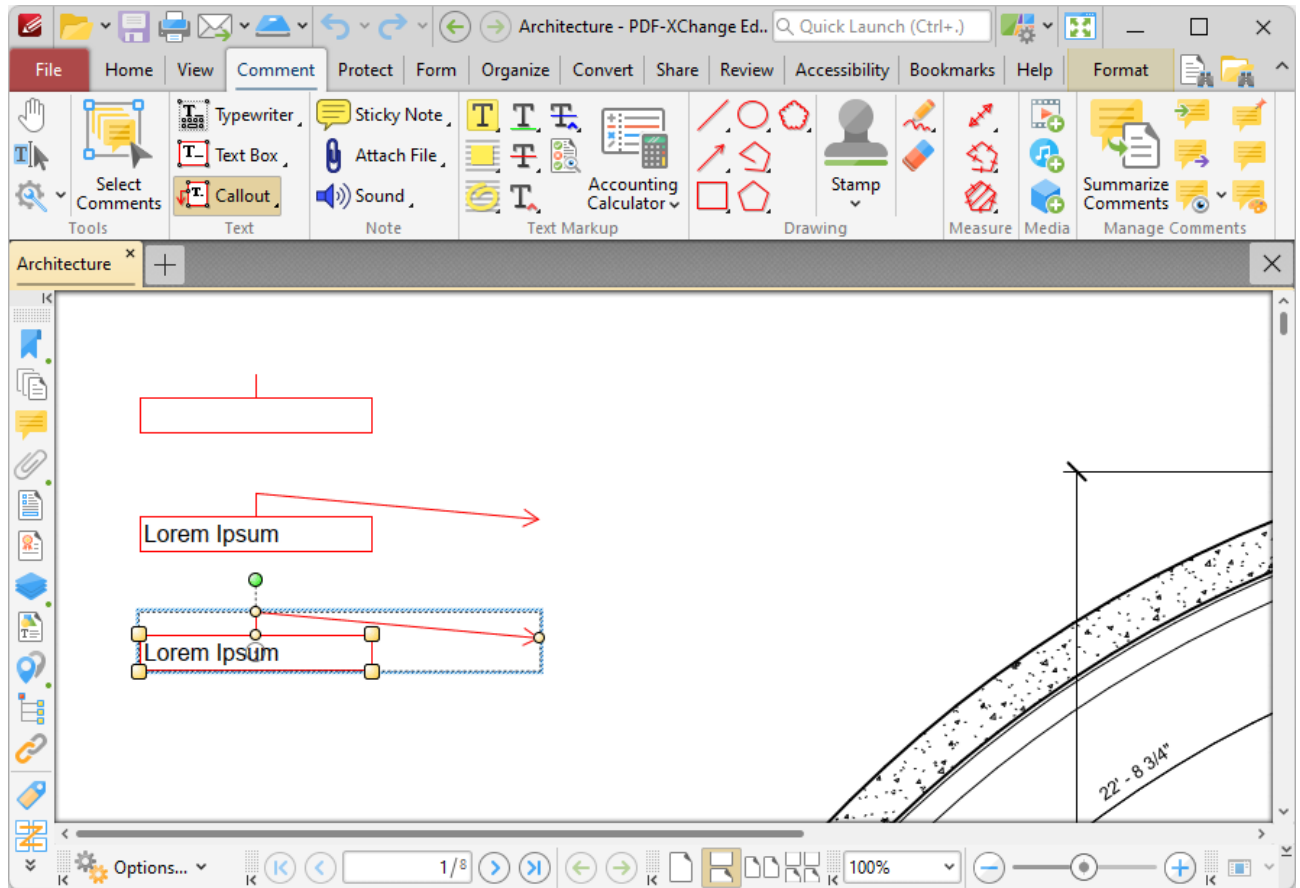 Architecture - PDF-XChange Ed.. Quick Launch (Ctrl+.)
File Home View Comment Protect Form Organize Convert Share Review Accessibility Bookmarks Help Format
Typewriter Sticky Note
Text Box Attach File
Select Comments Callout Sound Accounting Calculator Stamp Summarize Comments
Tools Text Note Text Markup Drawing Measure Media Manage Comments
Architecture
Lorem Ipsum
Lorem Ipsum
22' - 8 3/4"
Options... 1/8 100%